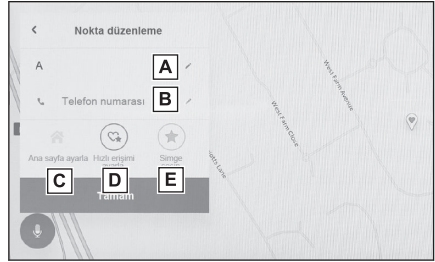 Nokta düzenleme
A
A
Telefon numarası
B
Ana sayfa ayarla
Hızlı erişimi
Simge
C
D
E
Tamam
West Farm Avenue
West Farm Close